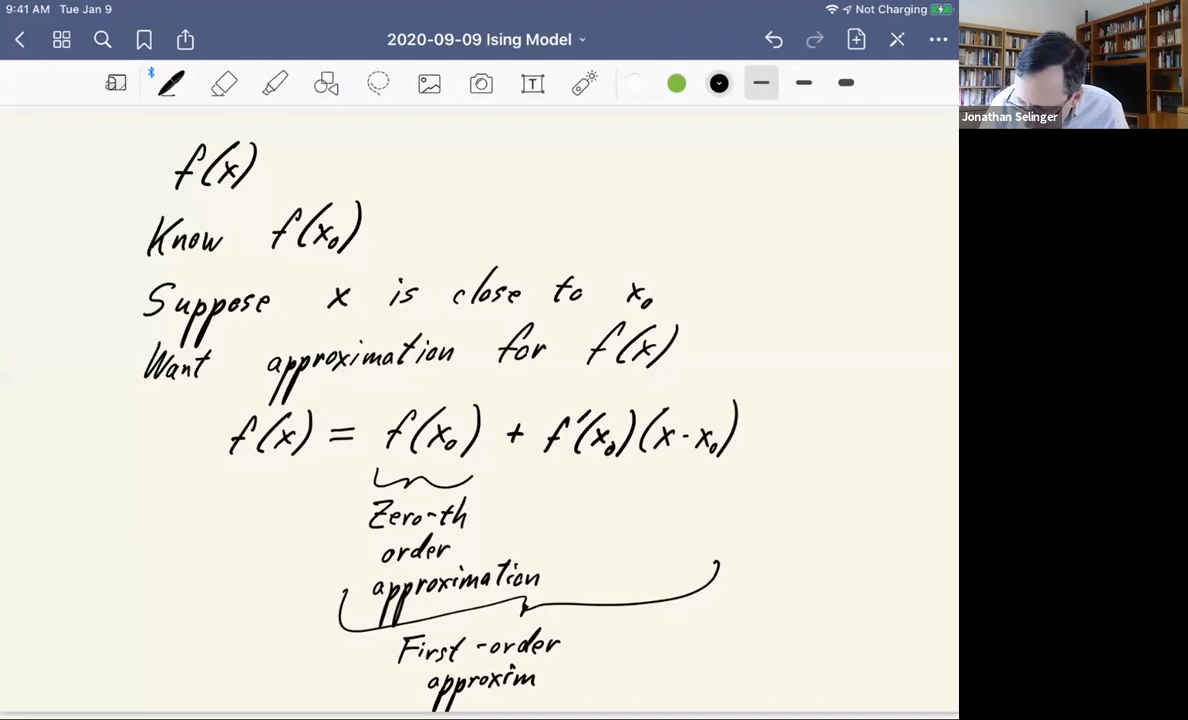 9:41 AM Tue Jan 9
Not Charging
2020-09-09 Ising Model
T
Jonathan Selinger
f(x)
Know f(x₀)
Suppose x is close to x₀
Want approximation for f(x)
f(x) = f(x₀) + f'(x₀)(x-x₀)
Zero-th
order
approximation
First-order
approxim